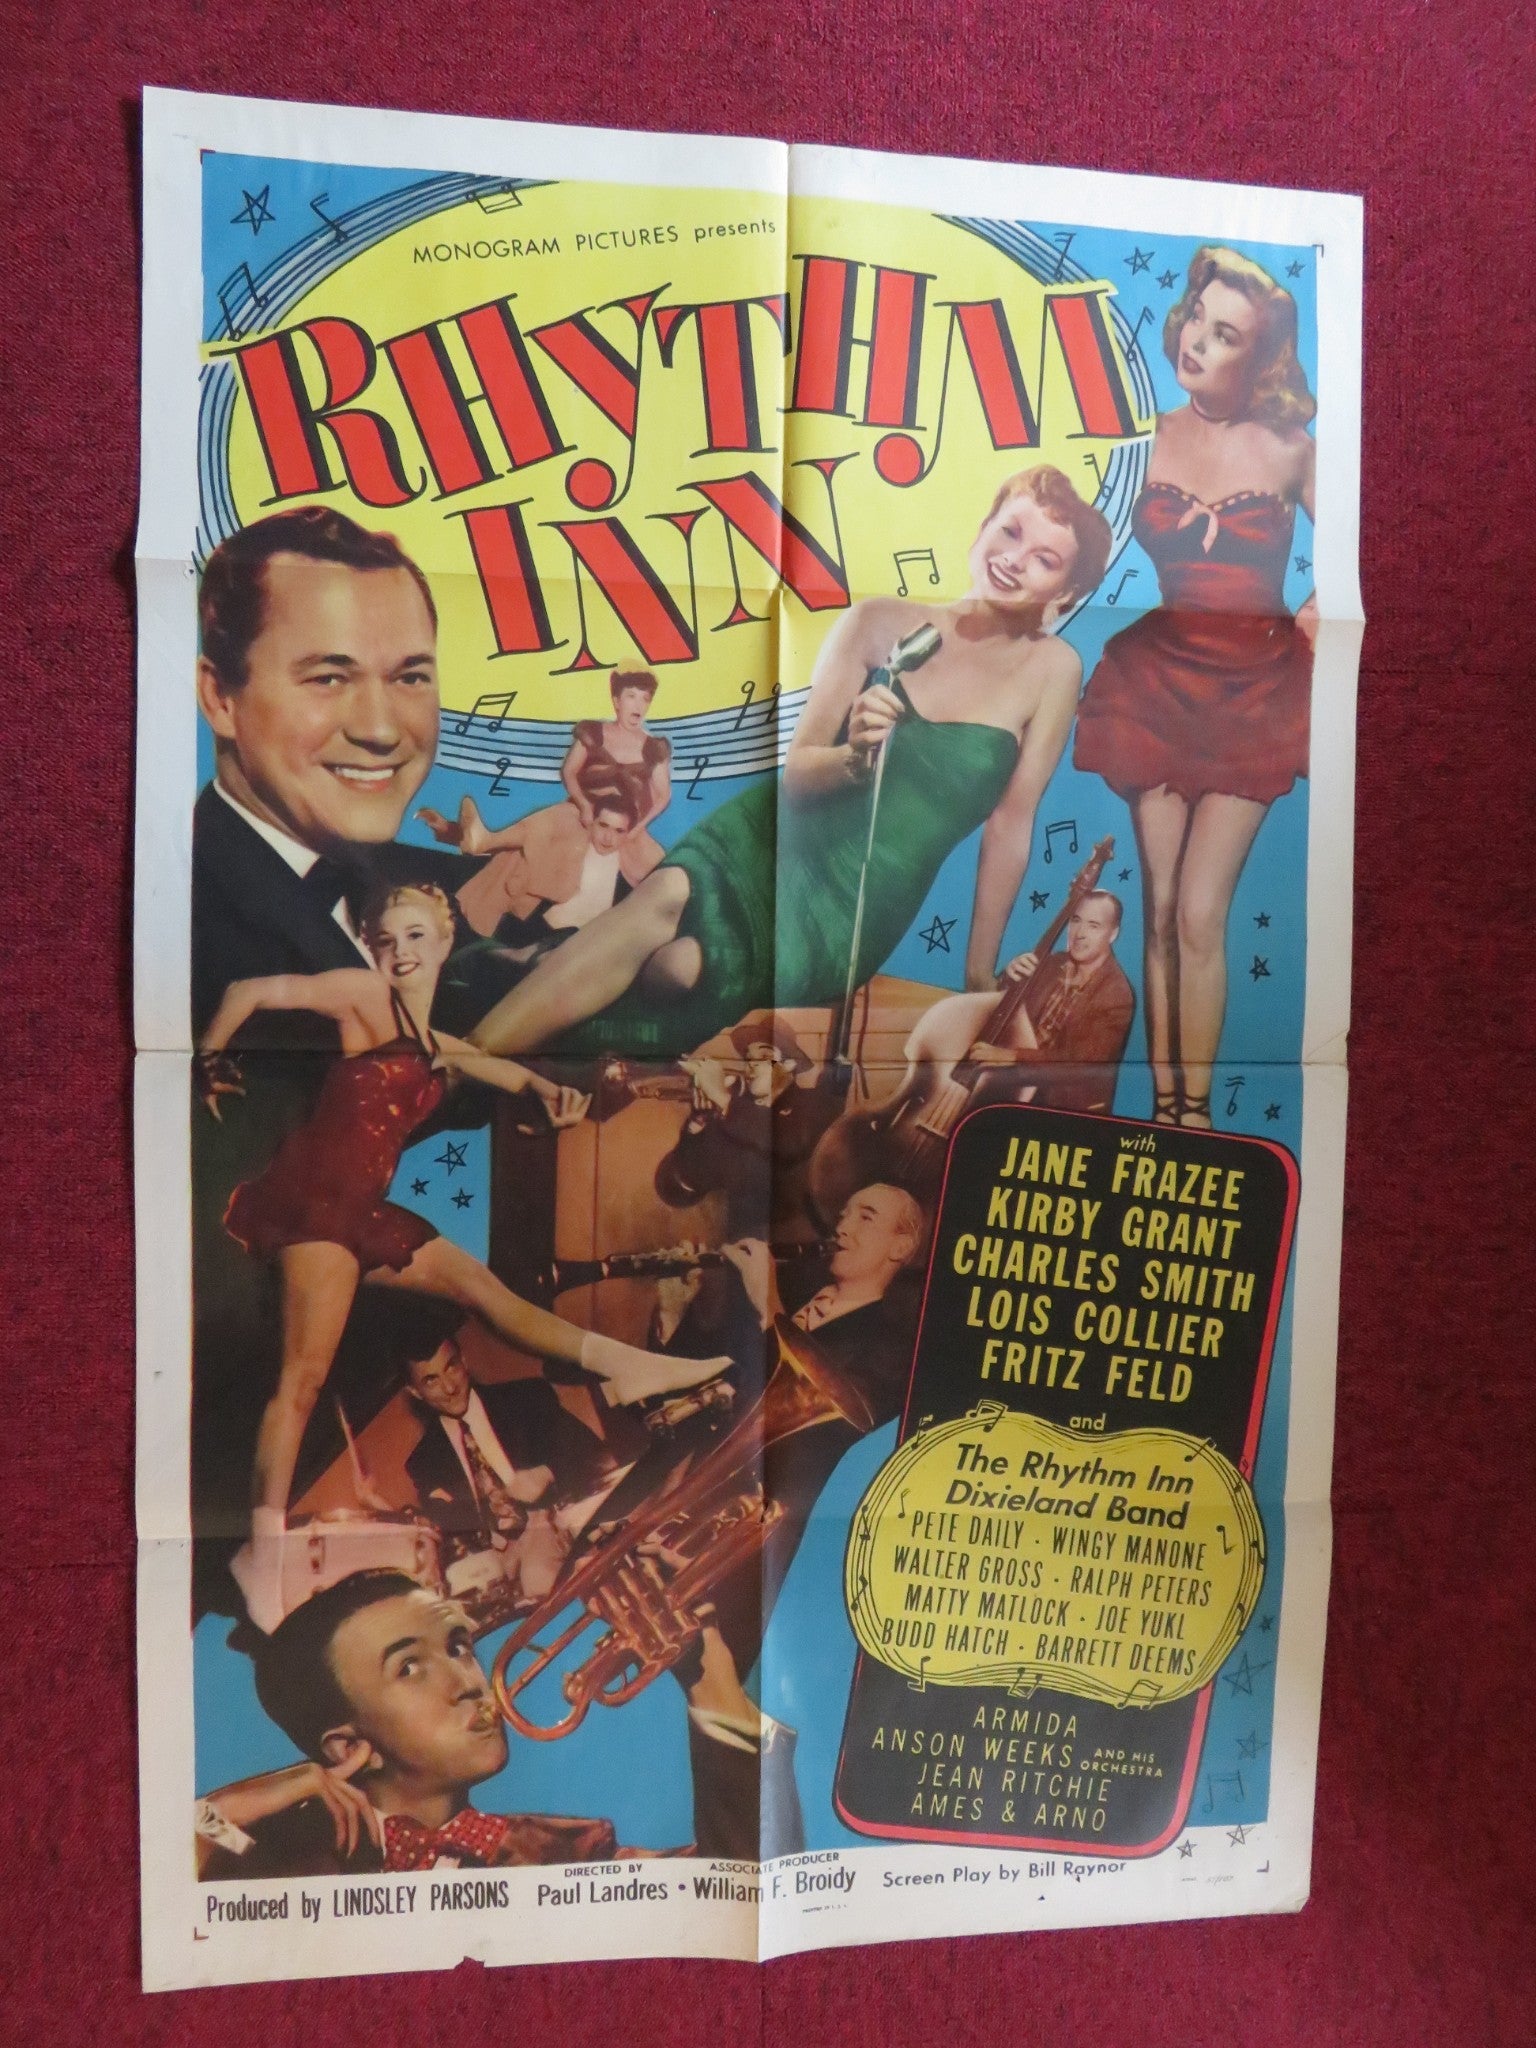 MONOGRAM PICTURES presents
RHYTHM
INN
with
JANE FRAZEE
KIRBY GRANT
CHARLES SMITH
LOIS COLLIER
FRITZ FELD
and
The Rhythm Inn
Dixieland Band
PETE DAILY · WINGY MANONE
WALTER GROSS · RALPH PETERS
MATTY MATLOCK · JOE YUKL
BUDD HATCH · BARRETT DEEMS
ARMIDA
ANSON WEEKS AND HIS ORCHESTRA
JEAN RITCHIE
AMES & ARNO
Produced by LINDSLEY PARSONS
DIRECTED BY
Paul Landres •
ASSOCIATE PRODUCER
William F. Broidy
Screen Play by Bill Raynor